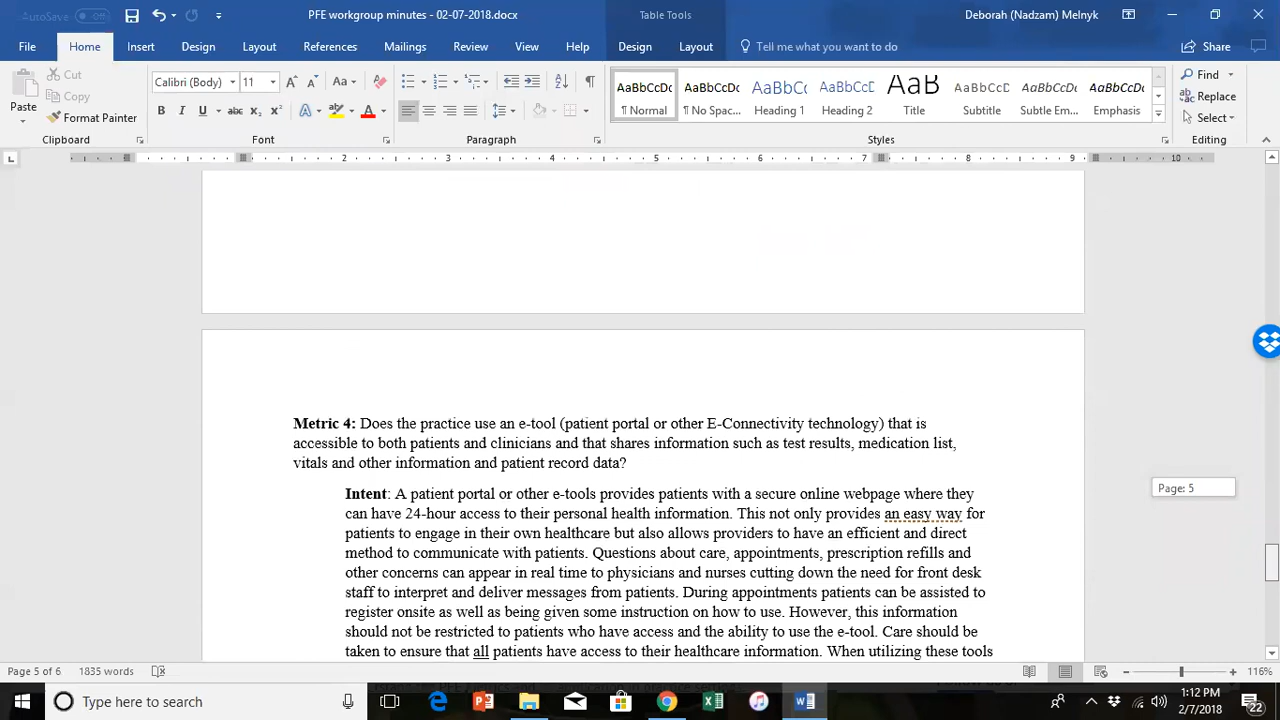 AutoSave Off PFE workgroup minutes - 02-07-2018.docx Table Tools Deborah (Nadzam) Melnyk
File Home Insert Design Layout References Mailings Review View Help Design Layout Tell me what you want to do Share
Paste
Cut
Copy
Format Painter
Clipboard
Calibri (Body) 11
Font
Paragraph
AaBbCcDc AaBbCcDc AaBbCc AaBbCcD AaB AaBbCcD AaBbCcDc AaBbCcDc
¶ Normal ¶ No Spac... Heading 1 Heading 2 Title Subtitle Subtle Em... Emphasis
Styles
Find
Replace
Select
Editing
2 3 4 5 6 7 8 9 10
Metric 4: Does the practice use an e-tool (patient portal or other E-Connectivity technology) that is
accessible to both patients and clinicians and that shares information such as test results, medication list,
vitals and other information and patient record data?
Intent: A patient portal or other e-tools provides patients with a secure online webpage where they
can have 24-hour access to their personal health information. This not only provides an easy way for
patients to engage in their own healthcare but also allows providers to have an efficient and direct
method to communicate with patients. Questions about care, appointments, prescription refills and
other concerns can appear in real time to physicians and nurses cutting down the need for front desk
staff to interpret and deliver messages from patients. During appointments patients can be assisted to
register onsite as well as being given some instruction on how to use. However, this information
should not be restricted to patients who have access and the ability to use the e-tool. Care should be
taken to ensure that all patients have access to their healthcare information. When utilizing these tools
Page: 5
Page 5 of 6 1835 words 116%
Type here to search
1:12 PM
2/7/2018
22